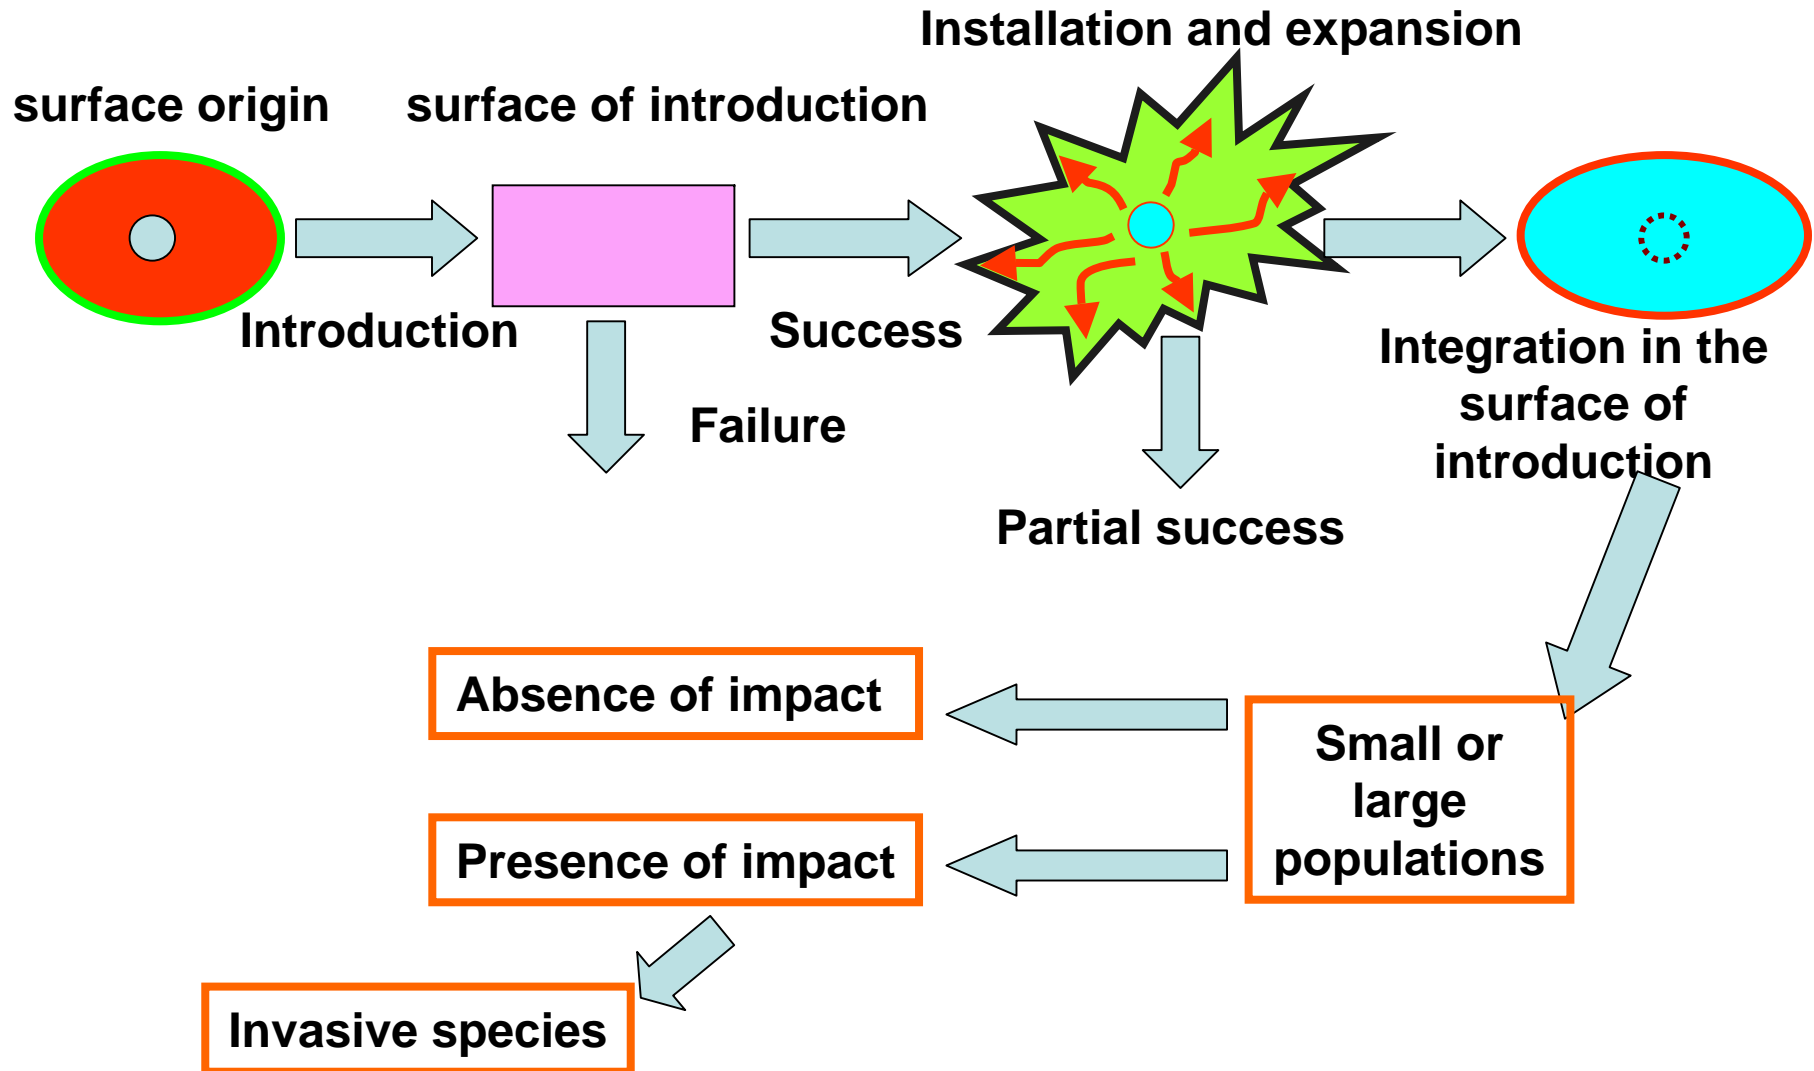 Installation and expansion
surface origin
surface of introduction
Introduction
Success
Failure
Partial success
Integration in the
surface of
introduction
Absence of impact
Small or
large
populations
Presence of impact
Invasive species